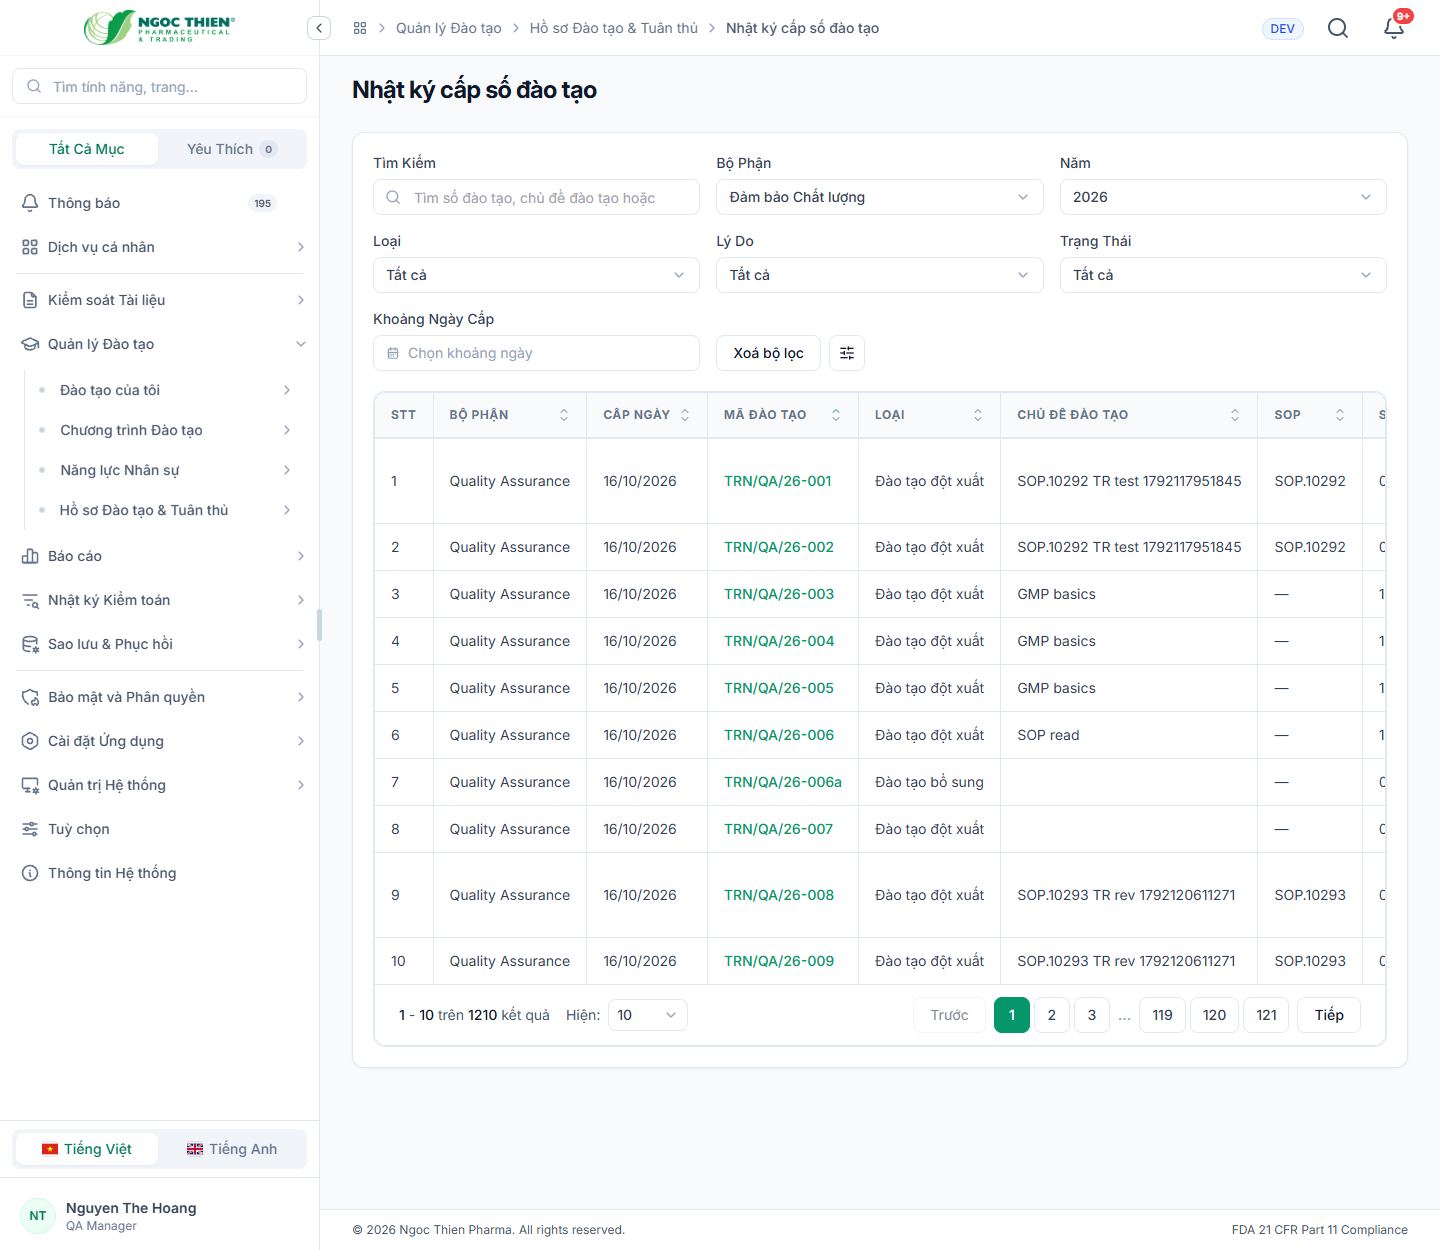 NGOC THIEN®
PHARMACEUTICAL
& TRADING
Tìm tính năng, trang...
Tất Cả Mục
Yêu Thích 0
Thông báo 195
Dịch vụ cá nhân
Kiểm soát Tài liệu
Quản lý Đào tạo
Đào tạo của tôi
Chương trình Đào tạo
Năng lực Nhân sự
Hồ sơ Đào tạo & Tuân thủ
Báo cáo
Nhật ký Kiểm toán
Sao lưu & Phục hồi
Bảo mật và Phân quyền
Cài đặt Ứng dụng
Quản trị Hệ thống
Tuỳ chọn
Thông tin Hệ thống
Tiếng Việt
Tiếng Anh
NT
Nguyen The Hoang
QA Manager
Quản lý Đào tạo
Hồ sơ Đào tạo & Tuân thủ
Nhật ký cấp số đào tạo
DEV
9+
Nhật ký cấp số đào tạo
Tìm Kiếm
Tìm số đào tạo, chủ đề đào tạo hoặc
Bộ Phận
Đảm bảo Chất lượng
Năm
2026
Loại
Tất cả
Lý Do
Tất cả
Trạng Thái
Tất cả
Khoảng Ngày Cấp
Chọn khoảng ngày
Xoá bộ lọc
STT BỘ PHẬN CẤP NGÀY MÃ ĐÀO TẠO LOẠI CHỦ ĐỀ ĐÀO TẠO SOP
1 Quality Assurance 16/10/2026 TRN/QA/26-001 Đào tạo đột xuất SOP.10292 TR test 1792117951845 SOP.10292
2 Quality Assurance 16/10/2026 TRN/QA/26-002 Đào tạo đột xuất SOP.10292 TR test 1792117951845 SOP.10292
3 Quality Assurance 16/10/2026 TRN/QA/26-003 Đào tạo đột xuất GMP basics — 1
4 Quality Assurance 16/10/2026 TRN/QA/26-004 Đào tạo đột xuất GMP basics — 1
5 Quality Assurance 16/10/2026 TRN/QA/26-005 Đào tạo đột xuất GMP basics — 1
6 Quality Assurance 16/10/2026 TRN/QA/26-006 Đào tạo đột xuất SOP read — 1
7 Quality Assurance 16/10/2026 TRN/QA/26-006a Đào tạo bổ sung —
8 Quality Assurance 16/10/2026 TRN/QA/26-007 Đào tạo đột xuất —
9 Quality Assurance 16/10/2026 TRN/QA/26-008 Đào tạo đột xuất SOP.10293 TR rev 1792120611271 SOP.10293
10 Quality Assurance 16/10/2026 TRN/QA/26-009 Đào tạo đột xuất SOP.10293 TR rev 1792120611271 SOP.10293
1 - 10 trên 1210 kết quả Hiện: 10
Trước 1 2 3 ... 119 120 121 Tiếp
© 2026 Ngoc Thien Pharma. All rights reserved.
FDA 21 CFR Part 11 Compliance